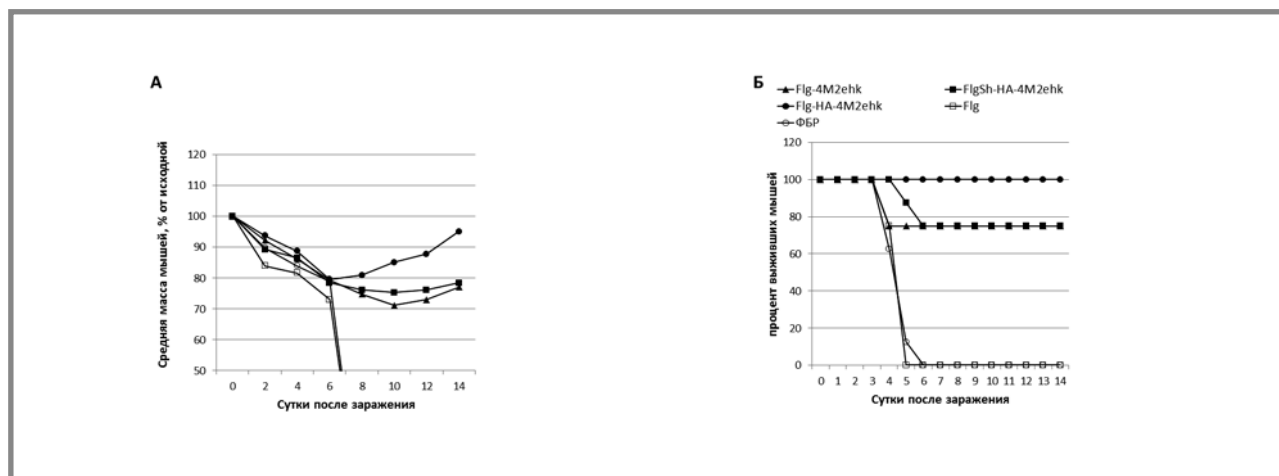 А
Средняя масса мышей, % от исходной
120
110
100
90
80
70
60
50
0 2 4 6 8 10 12 14
Сутки после заражения
Б
Flg-4M2ehk FlgSh-HA-4M2ehk
Flg-HA-4M2ehk Flg
ФБР
процент выживших мышей
120
100
80
60
40
20
0
0 1 2 3 4 5 6 7 8 9 10 11 12 13 14
Сутки после заражения